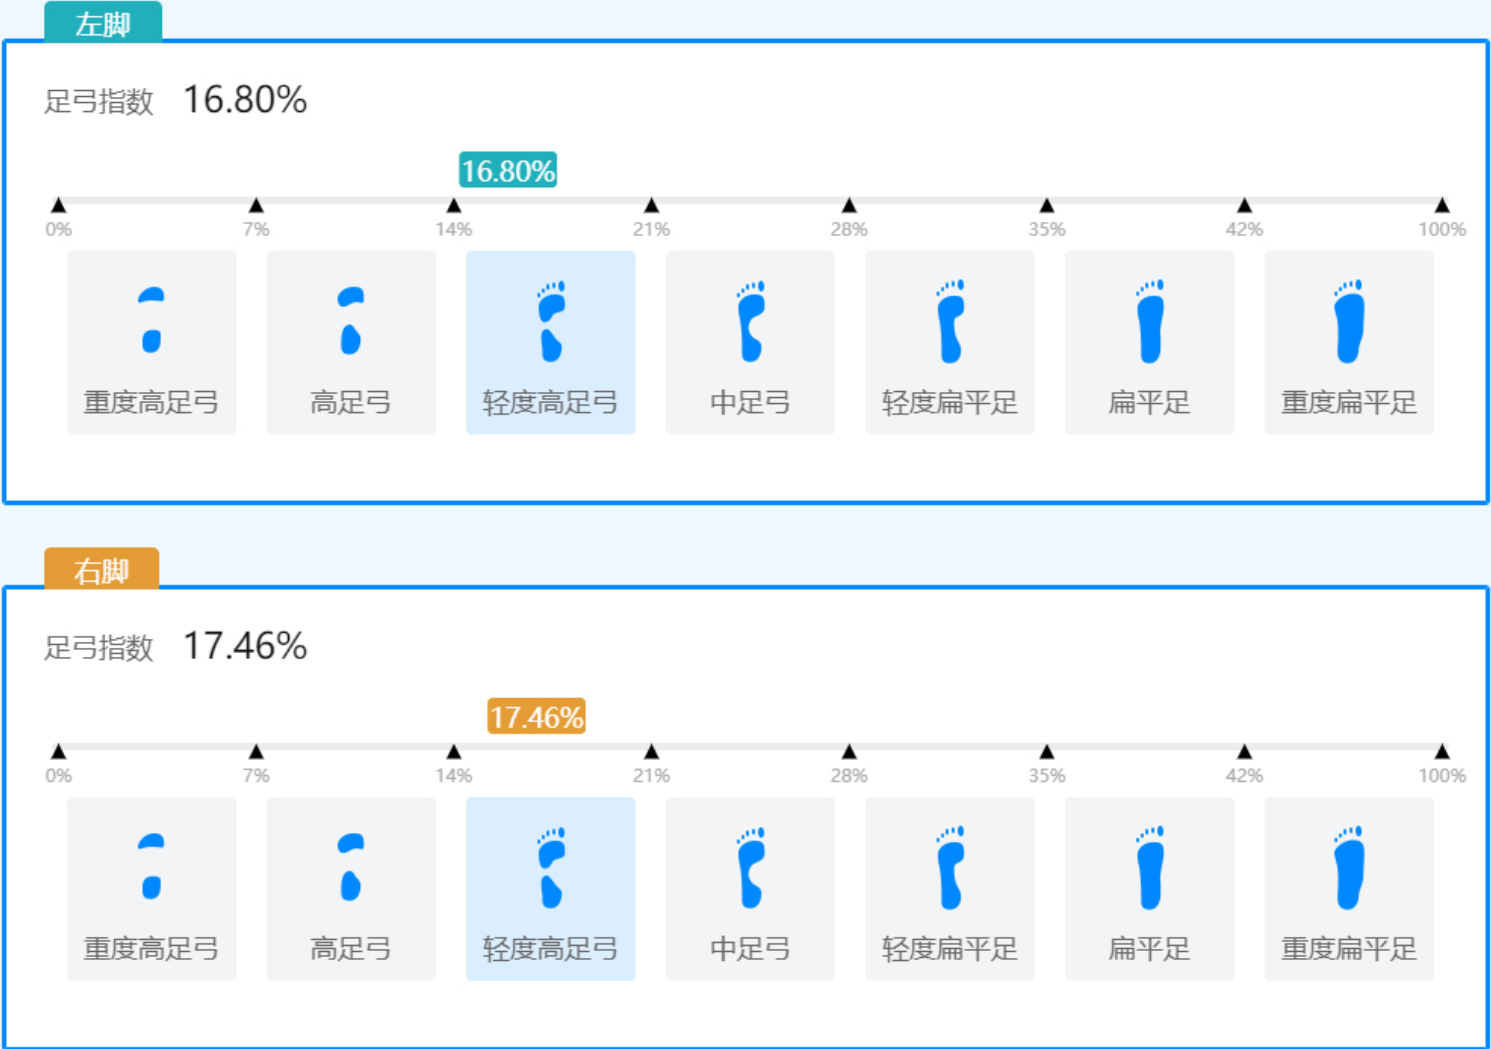 左脚
足弓指数 16.80%
16.80%
0% 7% 14% 21% 28% 35% 42% 100%
重度高足弓 高足弓 轻度高足弓 中足弓 轻度扁平足 扁平足 重度扁平足
右脚
足弓指数 17.46%
17.46%
0% 7% 14% 21% 28% 35% 42% 100%
重度高足弓 高足弓 轻度高足弓 中足弓 轻度扁平足 扁平足 重度扁平足